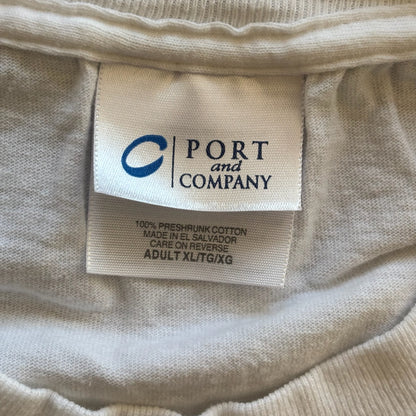 PORT
and
COMPANY
100% PRESHRUNK COTTON
MADE IN EL SALVADOR
CARE ON REVERSE
ADULT XL/TG/XG